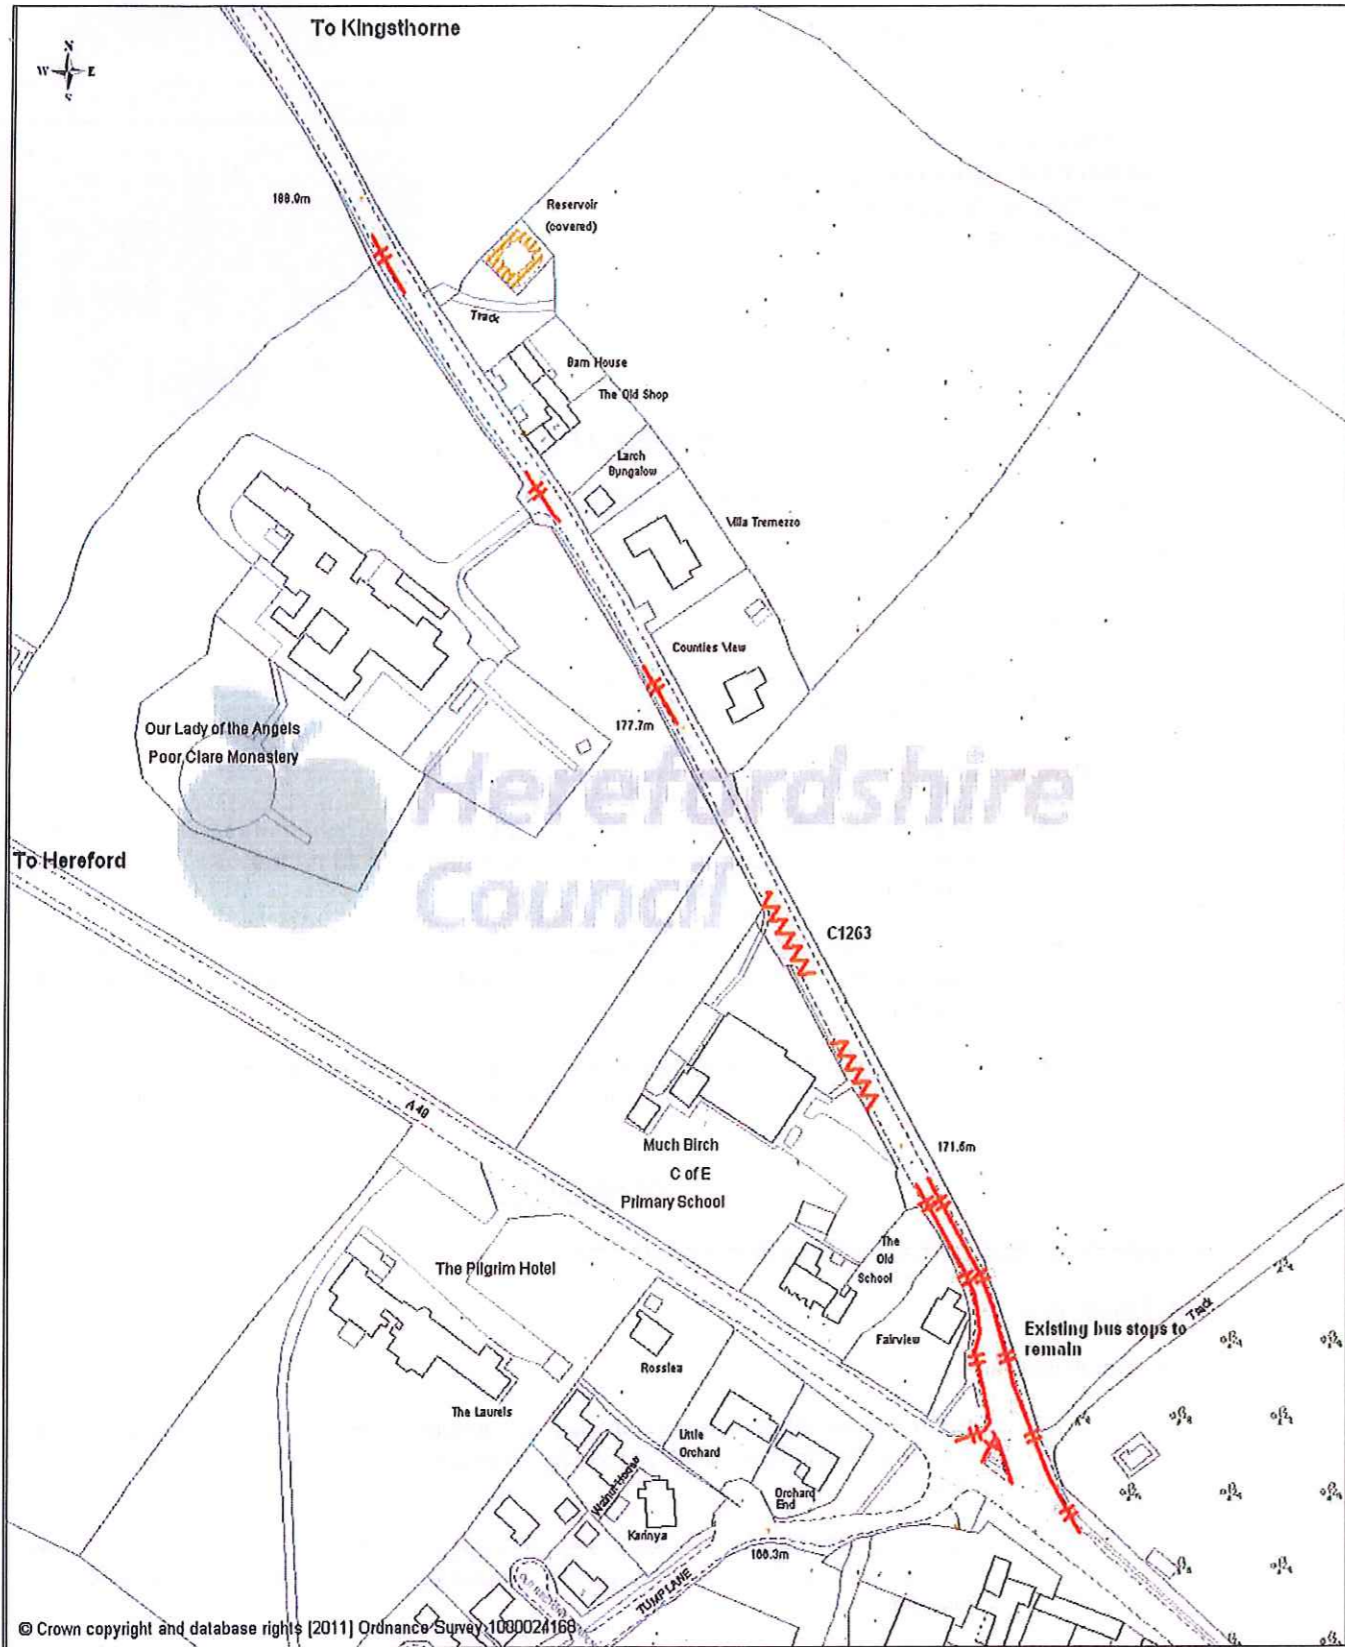 To Kingsthorne
N
W E
S
188.9m
Reservoir
(covered)
Track
Barn House
The Old Shop
Larch
Bungalow
Villa Tremezzo
Counties View
177.7m
Our Lady of the Angels
Poor Clare Monastery
Herefordshire
Council
To Hereford
C1263
A 49
171.6m
Much Birch
C of E
Primary School
The
Old
School
The Pilgrim Hotel
Fairview
Existing bus stops to
remain
Track
Rosslea
The Laurels
Little
Orchard
Walnut House
Orchard
End
Karinya
166.3m
TUMP LANE
© Crown copyright and database rights [2011] Ordnance Survey 100024168